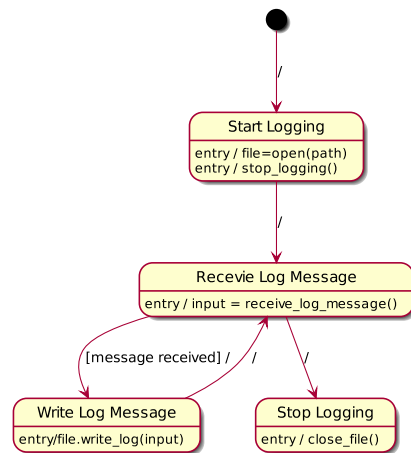 /
Start Logging
entry / file=open(path)
entry / stop_logging()
/
Recevie Log Message
entry / input = receive_log_message()
[message received] /
/
/
Write Log Message
entry/file.write_log(input)
Stop Logging
entry / close_file()